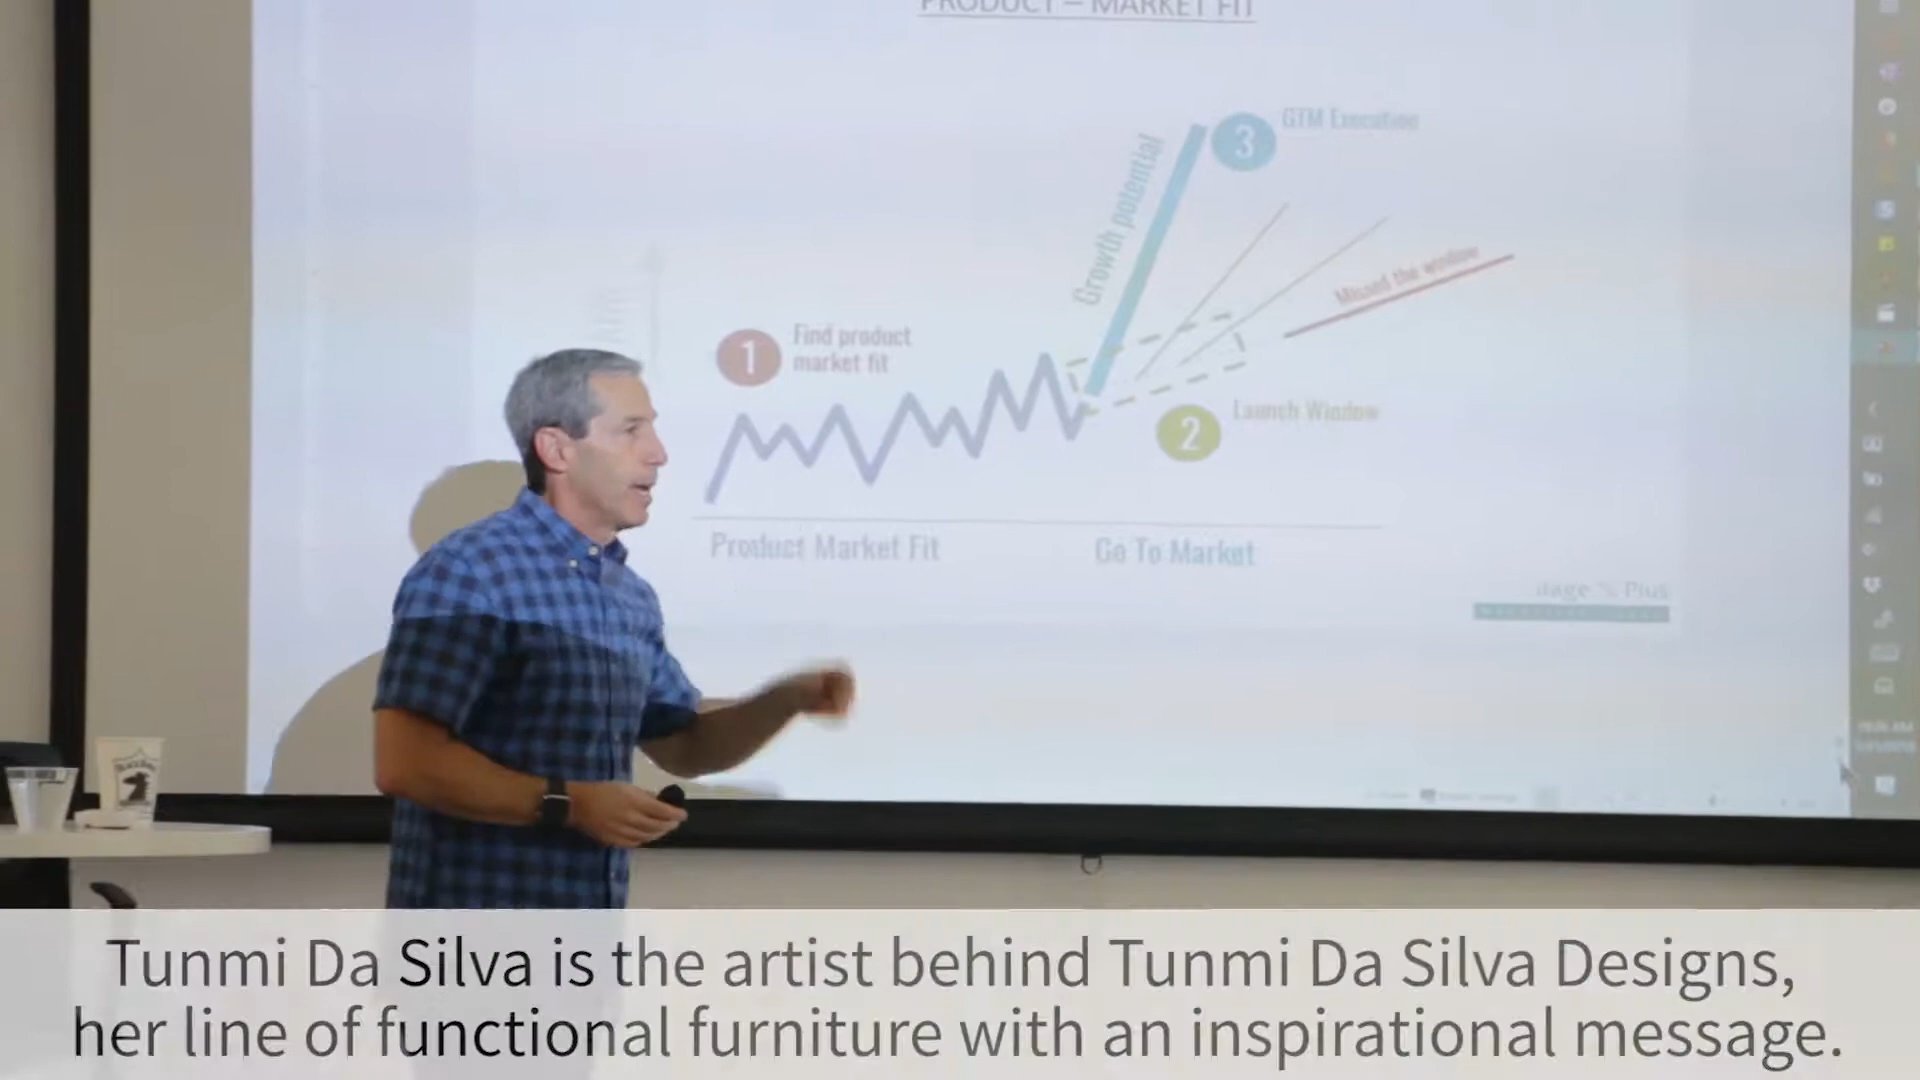 PRODUCT – MARKET FIT
3
GTM Execution
Growth potential
Missed the window
1
Find product
market fit
2
Launch Window
Product Market Fit
Go To Market
Plus
Tunmi Da Silva is the artist behind Tunmi Da Silva Designs,
her line of functional furniture with an inspirational message.